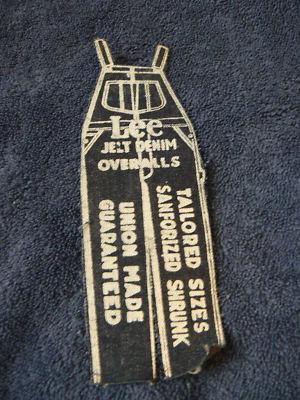 Lee
JELT DENIM
OVERALLS
UNION MADE
GUARANTEED
TAILORED SIZES
SANFORIZED SHRUNK